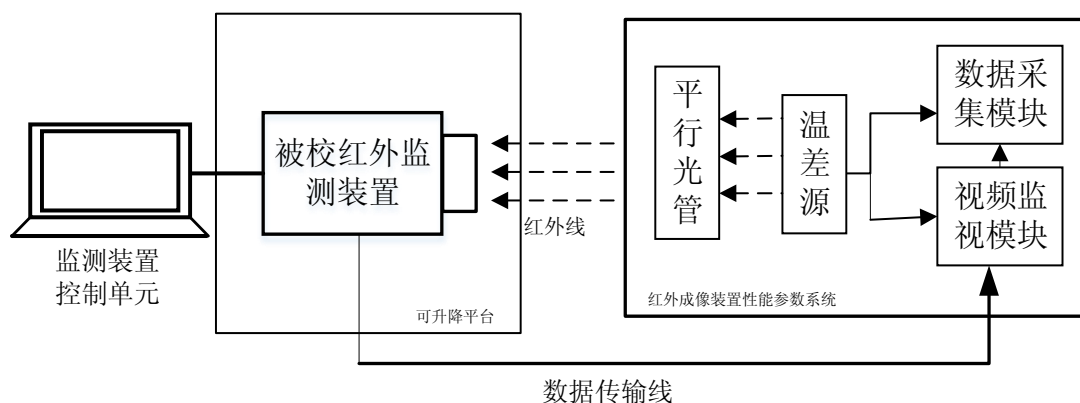 监测装置
控制单元
被校红外监
测装置
可升降平台
红外线
平
行
光
管
温
差
源
数据采
集模块
视频监
视模块
红外成像装置性能参数系统
数据传输线